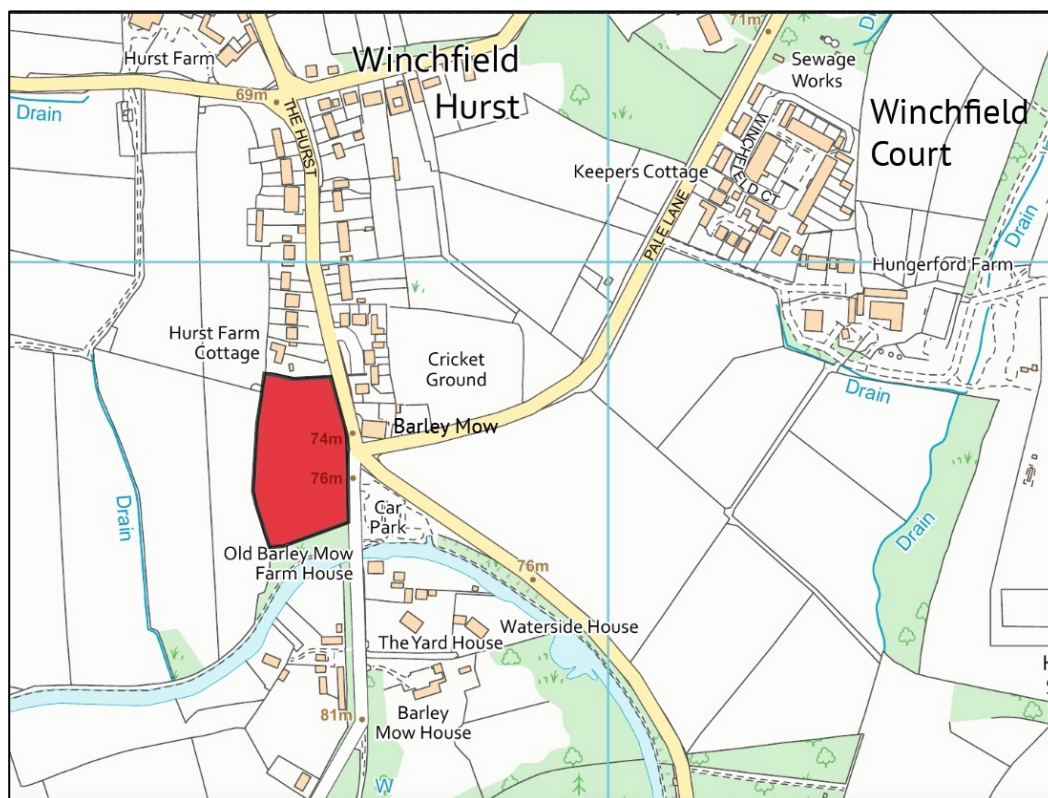 71m
Hurst Farm
Winchfield
Hurst
Sewage
Works
69m
Drain
THE HURST
Winchfield
Court
WINCHFIELD CT
Keepers Cottage
PALE LANE
Drain
Hungerford Farm
Hurst Farm
Cottage
Cricket
Ground
Drain
Barley Mow
74m
76m
Car
Park
Drain
Drain
Old Barley Mow
Farm House
76m
Waterside House
The Yard House
81m
Barley
Mow House
W